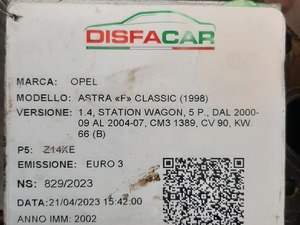 DISFACAR
MARCA: OPEL
MODELLO: ASTRA «F» CLASSIC (1998)
VERSIONE: 1.4, STATION WAGON, 5 P., DAL 2000-
09 AL 2004-07, CM3 1389, CV 90, KW
66 (B)
P5: Z14XE
EMISSIONE: EURO 3
NS: 829/2023
DATA:21/04/2023 15:42:00
ANNO IMM: 2002